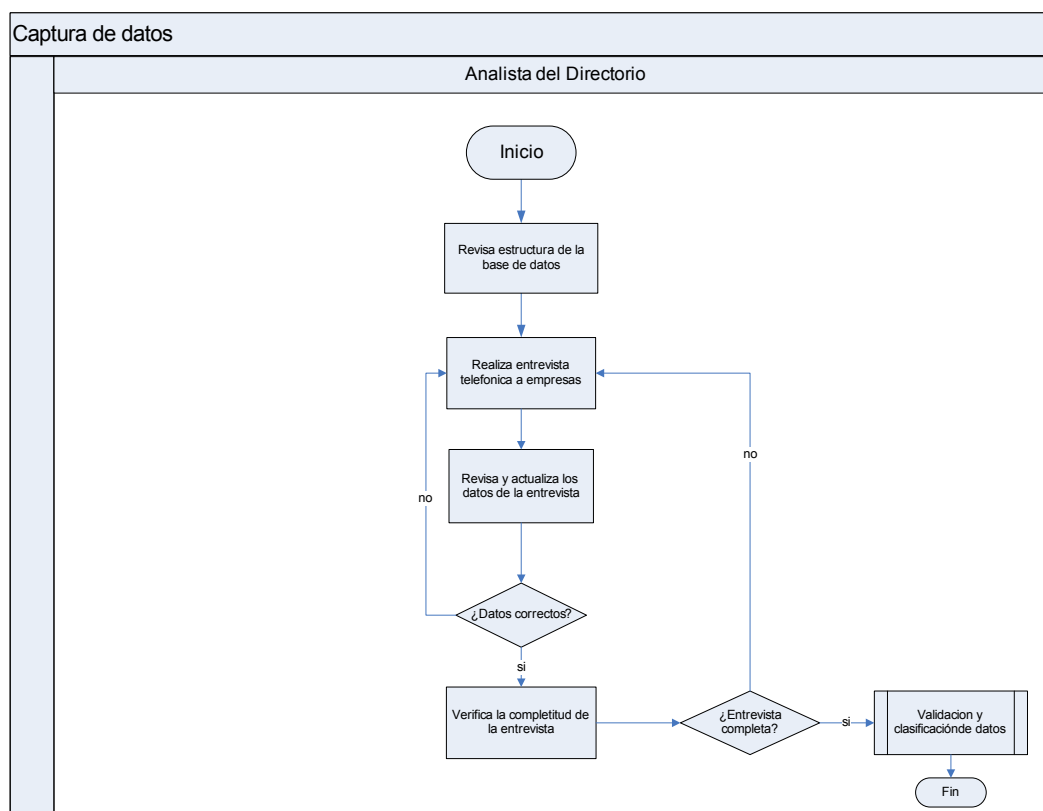 Captura de datos
Analista del Directorio
Inicio
Revisa estructura de la
base de datos
Realiza entrevista
telefonica a empresas
Revisa y actualiza los
datos de la entrevista
no
no
¿Datos correctos?
si
Verifica la completitud de
la entrevista
¿Entrevista
completa?
si
Validacion y
clasificaciónde datos
Fin